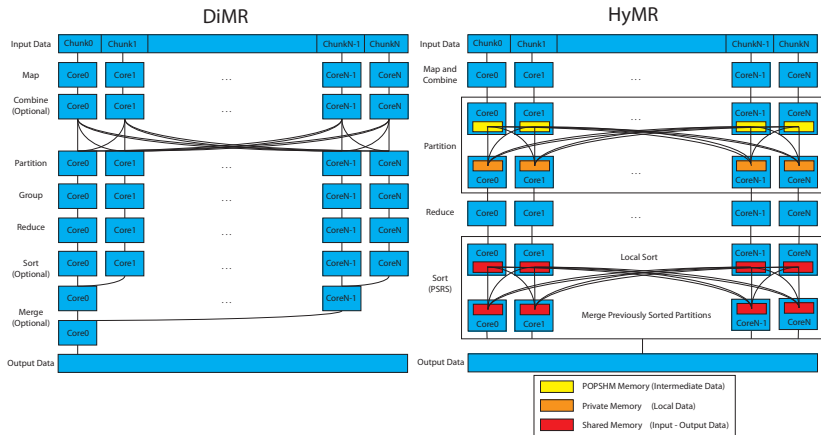 DiMR
Input Data Chunk0 Chunk1 ChunkN-1 ChunkN
Map Core0 Core1 ... CoreN-1 CoreN
Combine (Optional) Core0 Core1 ... CoreN-1 CoreN
Partition Core0 Core1 ... CoreN-1 CoreN
Group Core0 Core1 ... CoreN-1 CoreN
Reduce Core0 Core1 ... CoreN-1 CoreN
Sort (Optional) Core0 Core1 ... CoreN-1 CoreN
Merge (Optional) Core0 ... CoreN-1
Core0
Output Data
HyMR
Input Data Chunk0 Chunk1 ChunkN-1 ChunkN
Map and Combine Core0 Core1 ... CoreN-1 CoreN
Partition
Core0 Core1 ... CoreN-1 CoreN
Core0 Core1 ... CoreN-1 CoreN
Reduce Core0 Core1 ... CoreN-1 CoreN
Sort (PSRS)
Core0 Core1 Local Sort CoreN-1 CoreN
Core0 Core1 Merge Previously Sorted Partitions CoreN-1 CoreN
Output Data
POPSHM Memory (Intermediate Data)
Private Memory (Local Data)
Shared Memory (Input - Output Data)